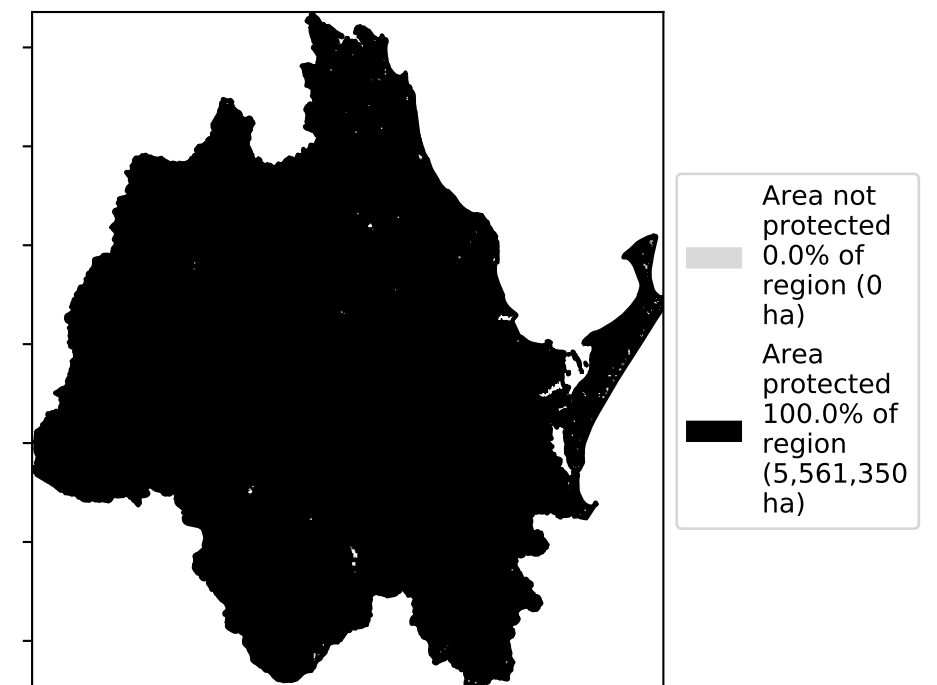 Area not
protected
0.0% of
region (0
ha)
Area
protected
100.0% of
region
(5,561,350
ha)